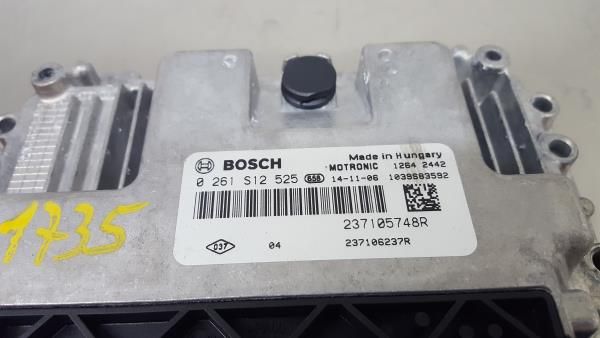 BOSCH
Made in Hungary
MOTRONIC 1264 2442
0 261 S12 525 658 14-11-06 1039S83592
237105748R
037 04 237106237R
1735